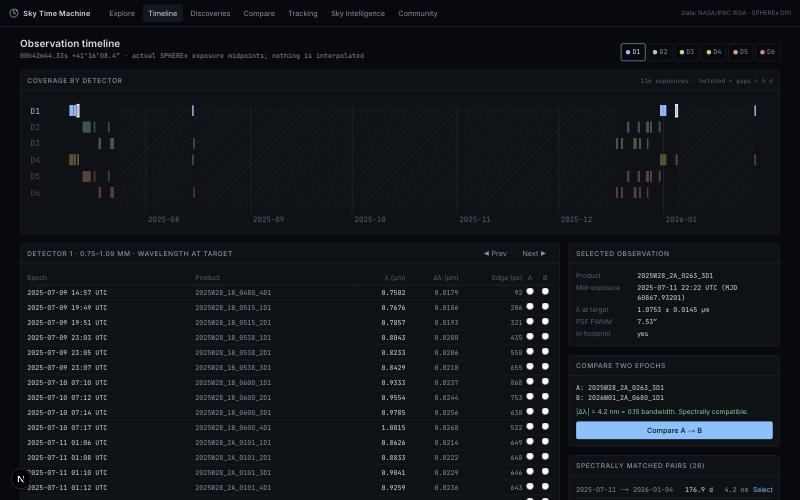 Sky Time Machine Explore Timeline Discoveries Compare Tracking Sky Intelligence Community Data: NASA/IPAC IRSA · SPHEREx DR1
Observation timeline
00h42m44.33s +41°16′08.4″ · actual SPHEREx exposure midpoints; nothing is interpolated
D1 D2 D3 D4 D5 D6
COVERAGE BY DETECTOR 116 exposures · hatched = gaps > 5 d
D1
D2
D3
D4
D5
D6
2025-08 2025-09 2025-10 2025-11 2025-12 2026-01
DETECTOR 1 · 0.75–1.09 ΜM · WAVELENGTH AT TARGET ◀ Prev Next ▶
Epoch Product λ (μm) Δλ (μm) Edge (px) A B
2025-07-09 14:57 UTC 2025W28_1B_0480_4D1 0.7502 0.0179 92
2025-07-09 19:49 UTC 2025W28_1B_0515_1D1 0.7676 0.0186 206
2025-07-09 19:51 UTC 2025W28_1B_0515_2D1 0.7857 0.0193 321
2025-07-09 23:03 UTC 2025W28_1B_0538_1D1 0.8043 0.0200 435
2025-07-09 23:05 UTC 2025W28_1B_0538_2D1 0.8233 0.0206 550
2025-07-09 23:07 UTC 2025W28_1B_0538_3D1 0.8429 0.0210 655
2025-07-10 07:10 UTC 2025W28_1B_0600_1D1 0.9333 0.0237 868
2025-07-10 07:12 UTC 2025W28_1B_0600_2D1 0.9554 0.0244 753
2025-07-10 07:14 UTC 2025W28_1B_0600_3D1 0.9785 0.0256 638
2025-07-10 07:17 UTC 2025W28_1B_0600_4D1 1.0015 0.0268 522
2025-07-11 01:06 UTC 2025W28_2A_0101_1D1 0.8626 0.0214 649
2025-07-11 01:08 UTC 2025W28_2A_0101_2D1 0.8833 0.0222 648
2025-07-11 01:10 UTC 2025W28_2A_0101_3D1 0.9041 0.0229 646
2025-07-11 01:12 UTC 2025W28_2A_0101_4D1 0.9259 0.0236 643
SELECTED OBSERVATION
Product 2025W28_2A_0263_3D1
Mid-exposure 2025-07-11 22:22 UTC (MJD 60867.93201)
λ at target 1.0753 ± 0.0145 μm
PSF FWHM 7.53″
In footprint yes
COMPARE TWO EPOCHS
A: 2025W28_2A_0263_3D1
B: 2026W01_2A_0680_1D1
|Δλ| = 4.2 nm = 0.15 bandwidth. Spectrally compatible.
Compare A → B
SPECTRALLY MATCHED PAIRS (26)
2025-07-11 → 2026-01-04 176.9 d 4.2 nm Select
N